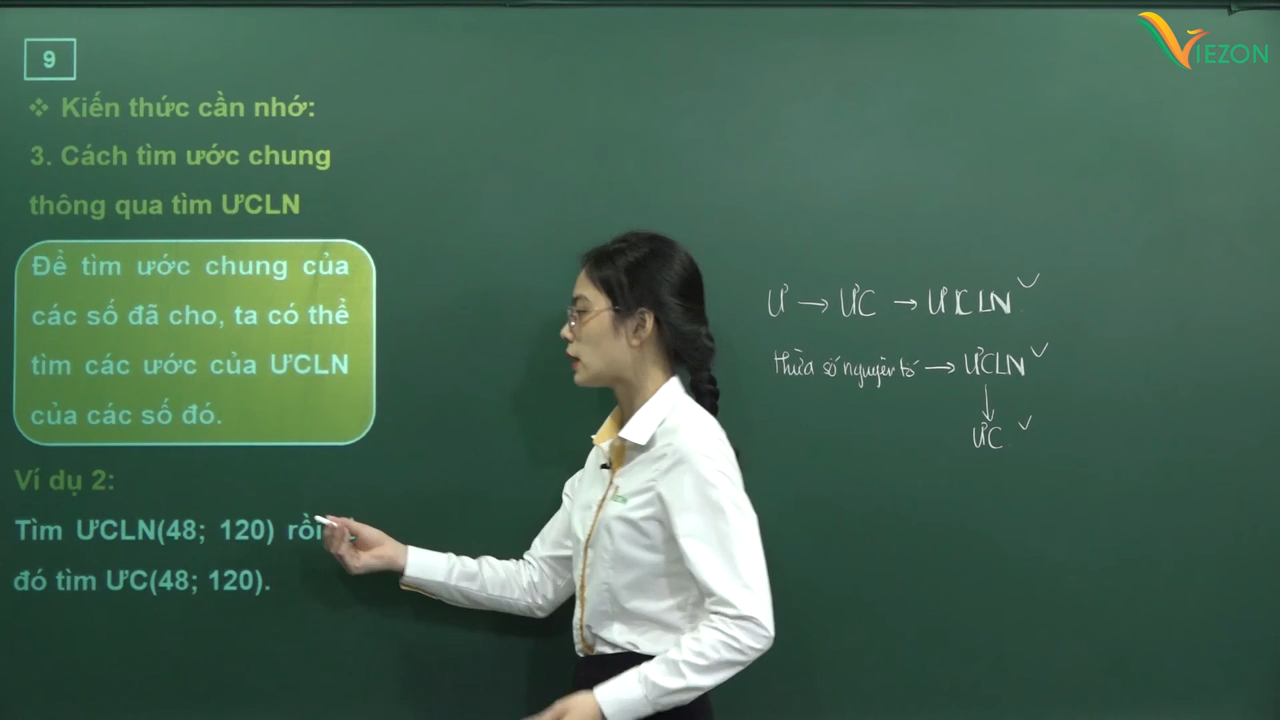 9
VIEZON
❖ Kiến thức cần nhớ:
3. Cách tìm ước chung
thông qua tìm ƯCLN
Để tìm ước chung của
các số đã cho, ta có thể
tìm các ước của ƯCLN
của các số đó.
Ví dụ 2:
Tìm ƯCLN(48; 120) rồi
đó tìm ƯC(48; 120).
Ư → ƯC → ƯCLN ✓
thừa số nguyên tố → ƯCLN ✓
↓
ƯC ✓